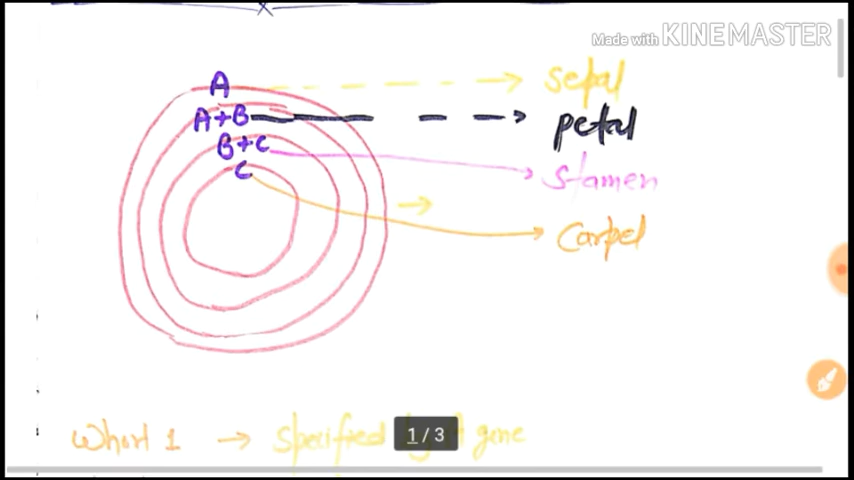 Made with KINEMASTER
A
sepal
A+B
petal
B+C
stamen
C
Carpel
Whorl 1 → Specified gene
1 / 3